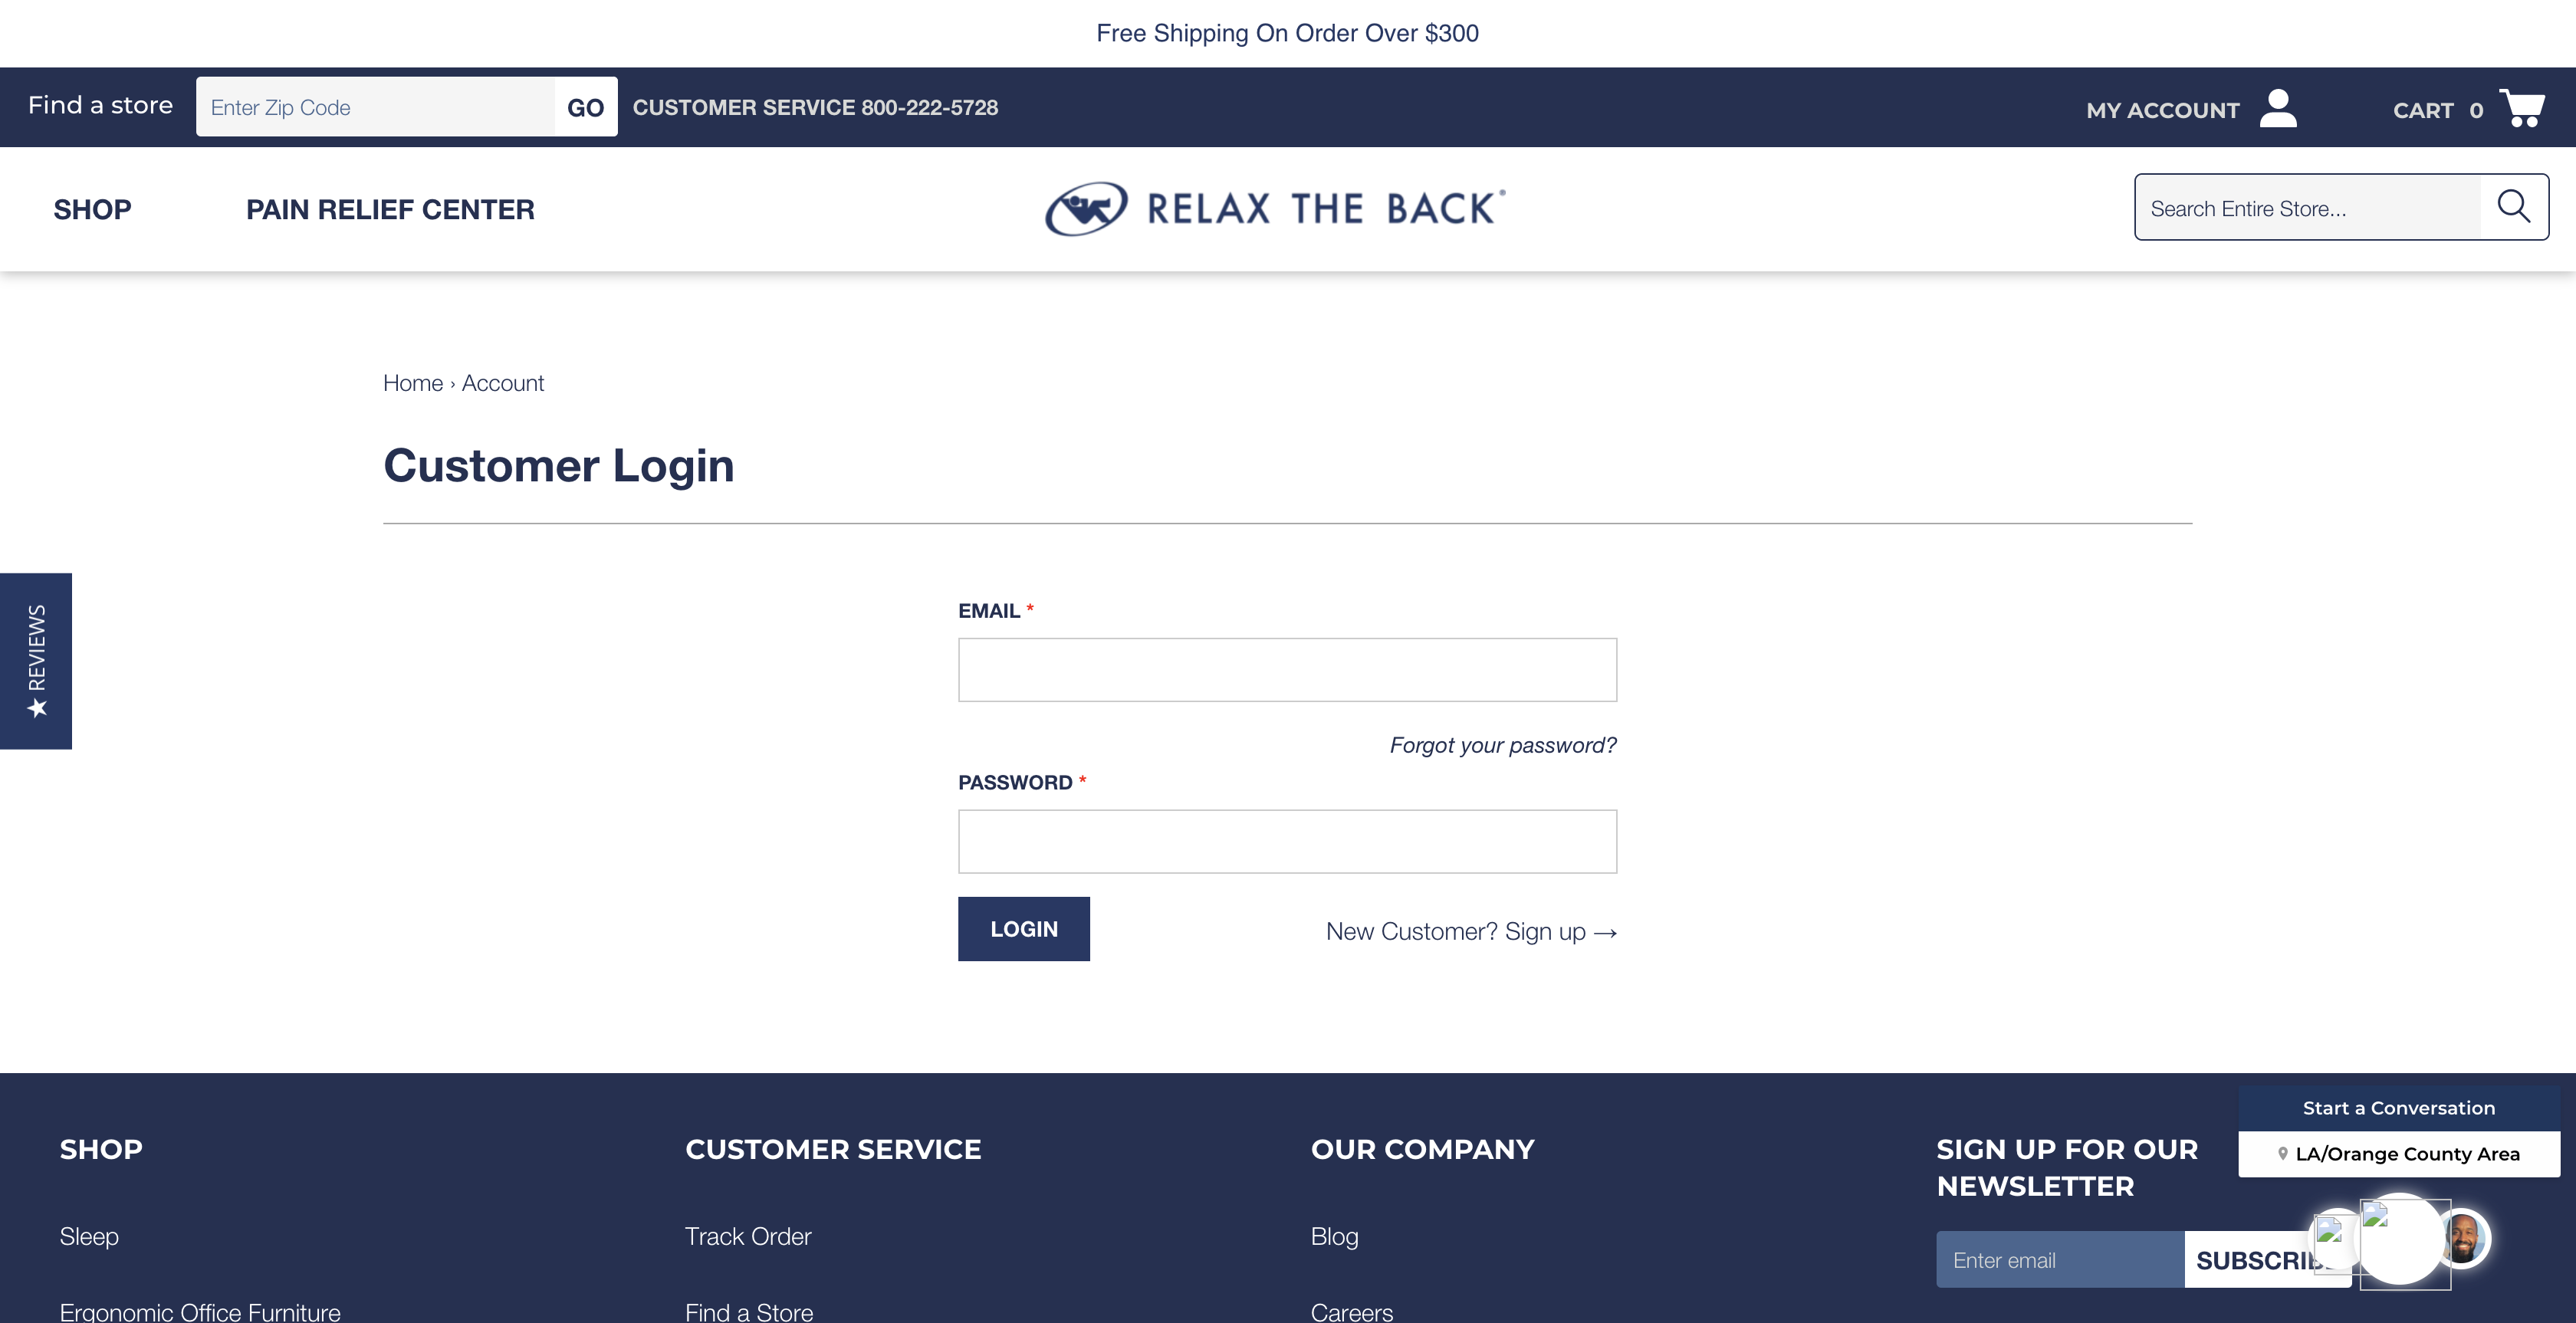 Free Shipping On Order Over $300
Find a store
Enter Zip Code
GO
CUSTOMER SERVICE 800-222-5728
MY ACCOUNT
CART 0
SHOP
PAIN RELIEF CENTER
RELAX THE BACK®
Search Entire Store...
Home › Account
Customer Login
★ REVIEWS
EMAIL *
Forgot your password?
PASSWORD *
LOGIN
New Customer? Sign up →
Start a Conversation
LA/Orange County Area
SHOP
Sleep
Ergonomic Office Furniture
CUSTOMER SERVICE
Track Order
Find a Store
OUR COMPANY
Blog
Careers
SIGN UP FOR OUR
NEWSLETTER
Enter email